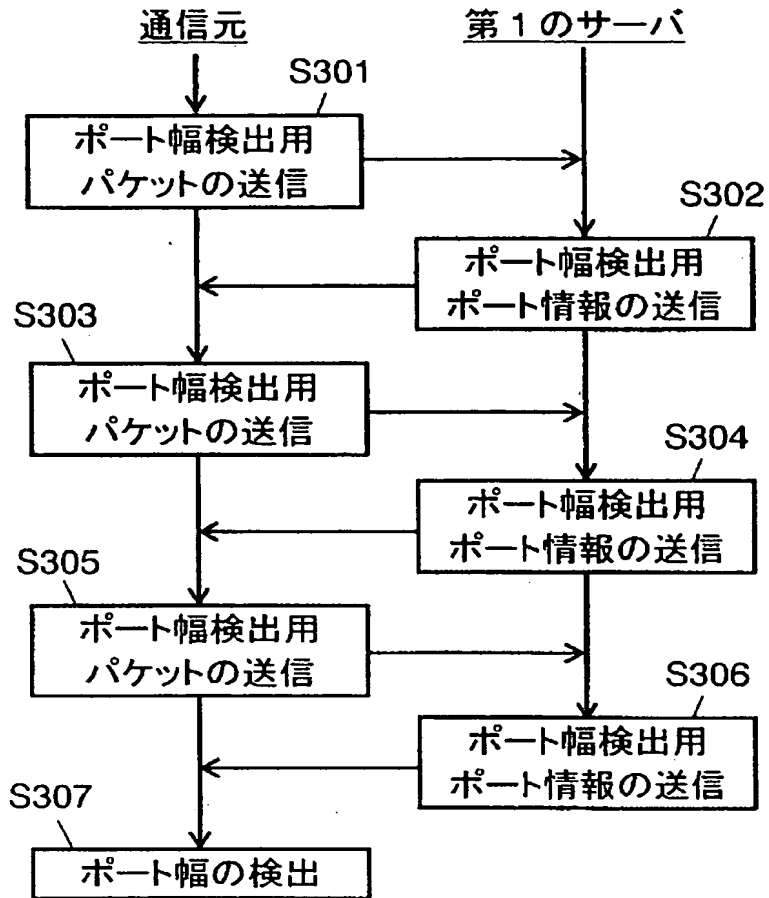 通信元
第1のサーバ
S301
ポート幅検出用
パケットの送信
S302
ポート幅検出用
ポート情報の送信
S303
ポート幅検出用
パケットの送信
S304
ポート幅検出用
ポート情報の送信
S305
ポート幅検出用
パケットの送信
S306
ポート幅検出用
ポート情報の送信
S307
ポート幅の検出